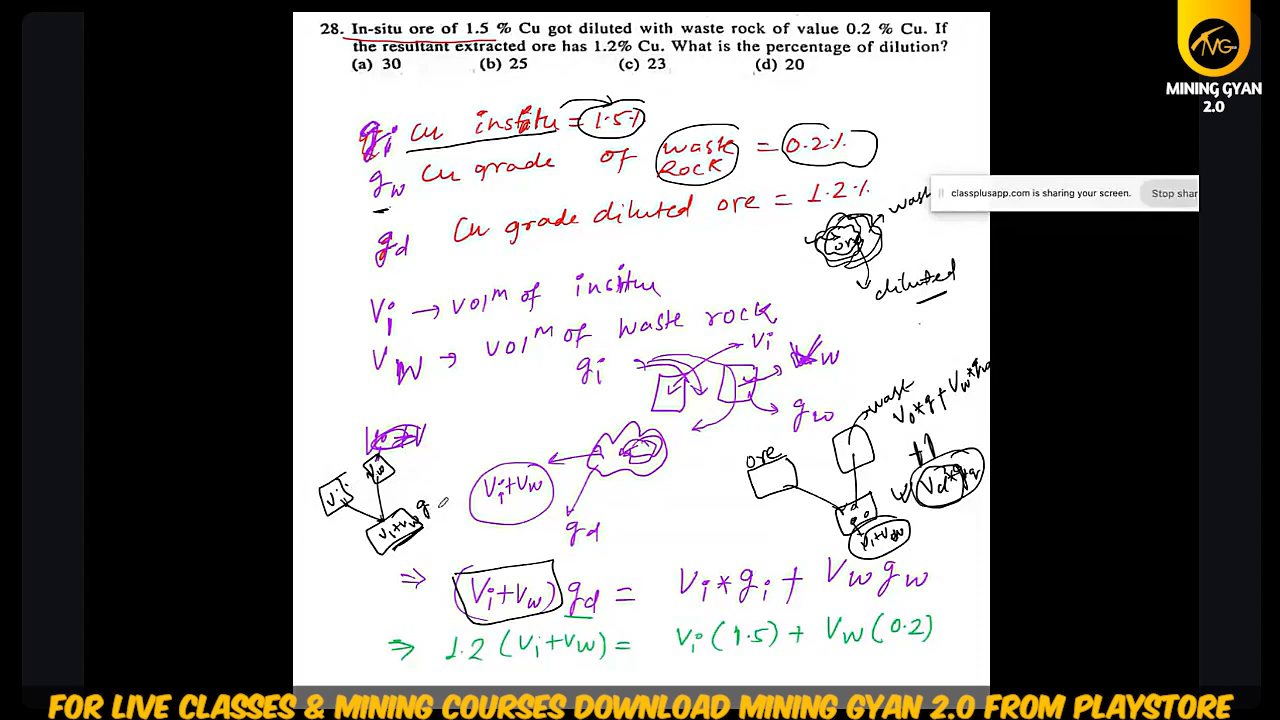 28. In-situ ore of 1.5 % Cu got diluted with waste rock of value 0.2 % Cu. If
the resultant extracted ore has 1.2% Cu. What is the percentage of dilution?
(a) 30 (b) 25 (c) 23 (d) 20
MINING GYAN
2.0
gi Cu insitu = 1.5%
gw Cu grade of waste Rock = 0.2%
gd Cu grade diluted ore = 1.2%
classplusapp.com is sharing your screen. Stop shar
wast
ore
diluted
Vi → volm of insitu
Vw → volm of waste rock
gi
Vi
w
gw
Vi+Vw
gd
ore
wast
Vi+Vw g
Vi+Vw
⇒ (Vi+Vw) gd = Vi*gi + Vw gw
⇒ 1.2 (Vi+Vw) = Vi (1.5) + Vw (0.2)
FOR LIVE CLASSES & MINING COURSES DOWNLOAD MINING GYAN 2.0 FROM PLAYSTORE